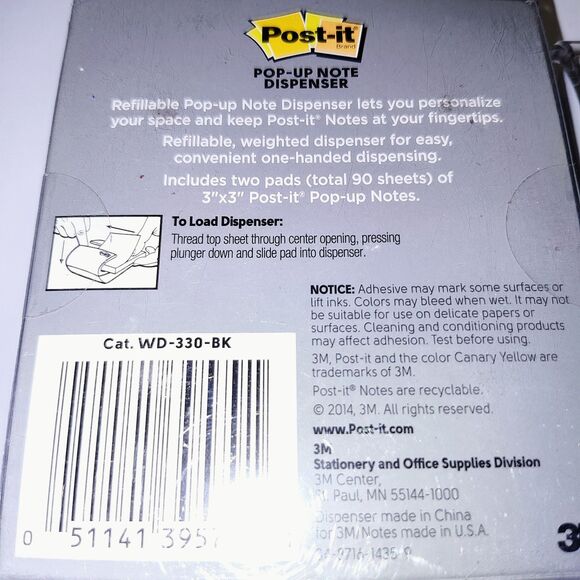 Post-it
Brand
POP-UP NOTE
DISPENSER
Refillable Pop-up Note Dispenser lets you personalize
your space and keep Post-it® Notes at your fingertips.
Refillable, weighted dispenser for easy,
convenient one-handed dispensing.
Includes two pads (total 90 sheets) of
3"x3" Post-it® Pop-up Notes.
To Load Dispenser:
Thread top sheet through center opening, pressing
plunger down and slide pad into dispenser.
NOTICE: Adhesive may mark some surfaces or
lift inks. Colors may bleed when wet. It may not
be suitable for use on delicate papers or
surfaces. Cleaning and conditioning products
may affect adhesion. Test before using.
3M, Post-it and the color Canary Yellow are
trademarks of 3M.
Post-it® Notes are recyclable.
© 2014, 3M. All rights reserved.
www.Post-it.com
3M
Stationery and Office Supplies Division
3M Center,
St. Paul, MN 55144-1000
Dispenser made in China
for 3M/Notes made in U.S.A.
Cat. WD-330-BK
0 51141 395